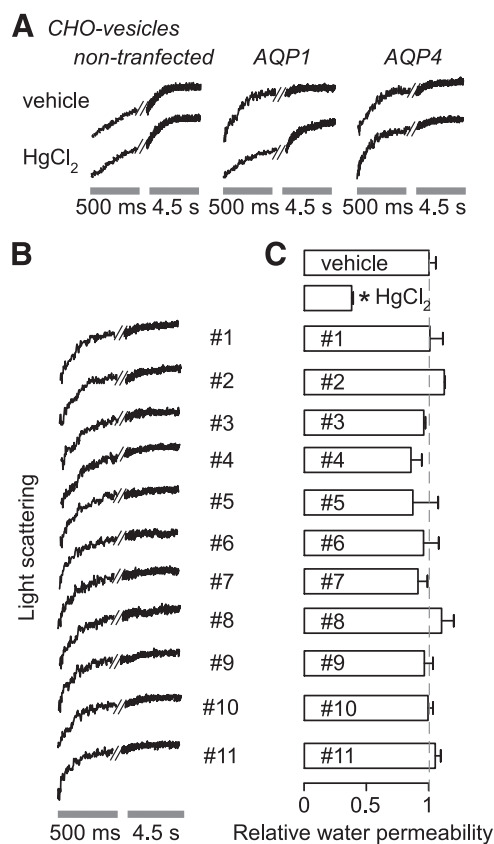 A CHO-vesicles
non-tranfected AQP1 AQP4
vehicle
HgCl2
500 ms 4.5 s 500 ms 4.5 s 500 ms 4.5 s
B C
vehicle
* HgCl2
#1 #1
#2 #2
#3 #3
#4 #4
#5 #5
#6 #6
#7 #7
#8 #8
#9 #9
#10 #10
#11 #11
Light scattering
500 ms 4.5 s
0 0.5 1
Relative water permeability